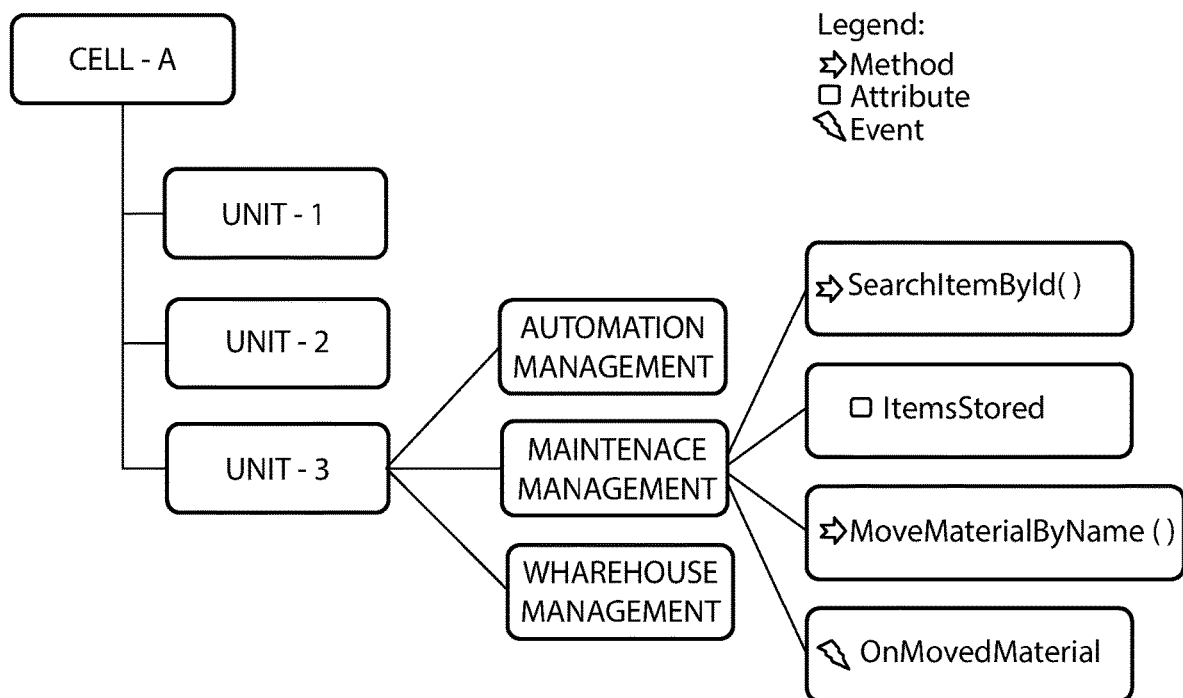 CELL - A
Legend:
Method
Attribute
Event
UNIT - 1
UNIT - 2
UNIT - 3
AUTOMATION
MANAGEMENT
MAINTENACE
MANAGEMENT
WHAREHOUSE
MANAGEMENT
SearchItemById( )
ItemsStored
MoveMaterialByName ( )
OnMovedMaterial